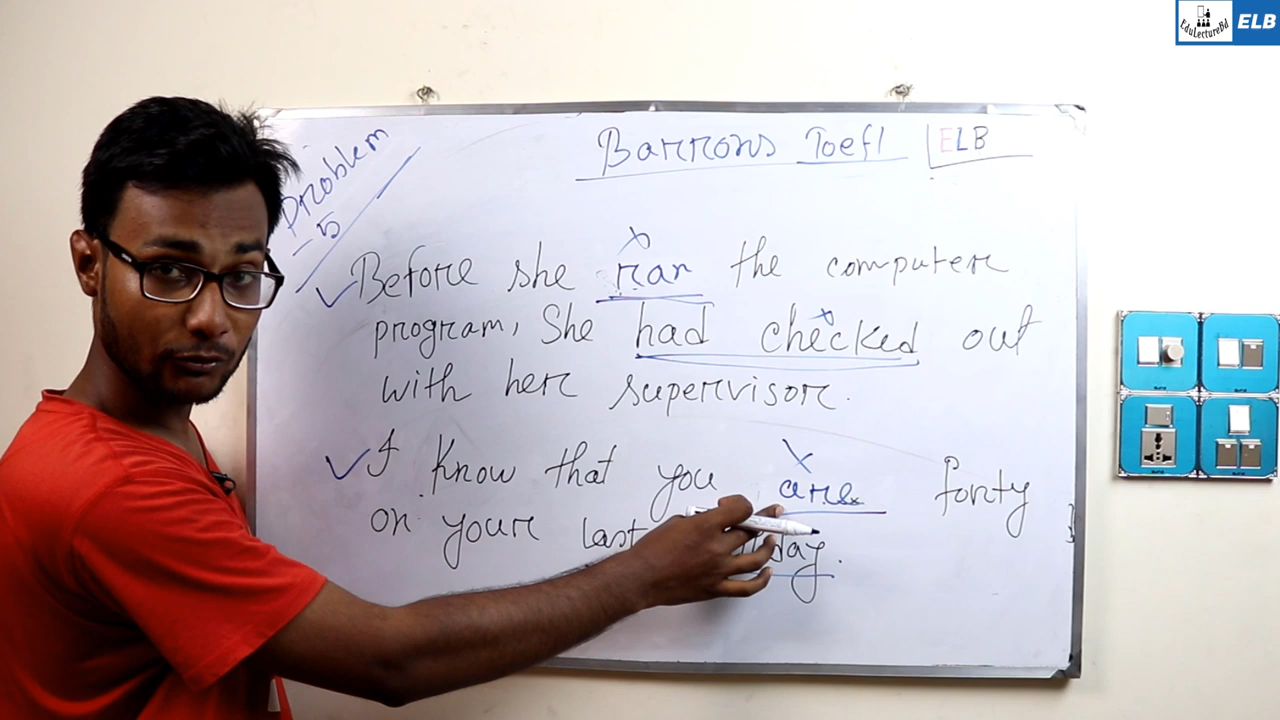 EduLectureBd ELB
Barrons Toefl ELB
Problem
- 5
Before she ran the computer
program, She had checked out
with her supervisor.
I Know that you are forty
on your last day.